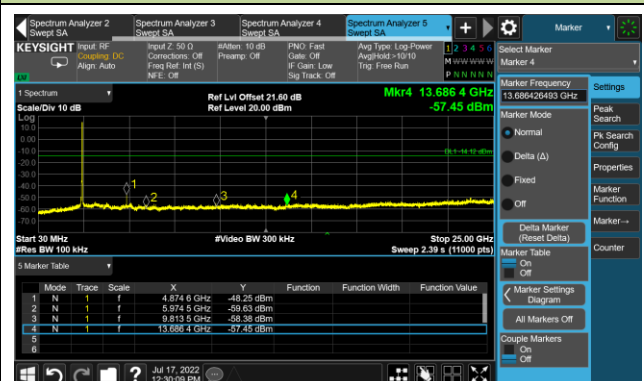 Spectrum Analyzer 2
Swept SA
Spectrum Analyzer 3
Swept SA
Spectrum Analyzer 4
Swept SA
Spectrum Analyzer 5
Swept SA
+
Marker
KEYSIGHT
Input: RF
Coupling: DC
Align: Auto
Input Z: 50 Ω
Corrections: Off
Freq Ref: Int (S)
NFE: Off
#Atten: 10 dB
Preamp: Off
PNO: Fast
Gate: Off
IF Gain: Low
Sig Track: Off
Avg Type: Log-Power
Avg|Hold:>10/10
Trig: Free Run
1 2 3 4 5 6
M W W W W W
P N N N N N
Select Marker
Marker 4
1 Spectrum
Scale/Div 10 dB
Ref Lvl Offset 21.60 dB
Ref Level 20.00 dBm
Mkr4 13.686 4 GHz
-57.45 dBm
Log
10.0
0.00
-10.0
-20.0
-30.0
-40.0
-50.0
-60.0
-70.0
DL1 -14.12 dBm
1
2
3
4
Start 30 MHz
#Res BW 100 kHz
#Video BW 300 kHz
Stop 25.00 GHz
Sweep 2.39 s (11000 pts)
5 Marker Table
Mode Trace Scale X Y Function Function Width Function Value
1 N 1 f 4.874 6 GHz -48.25 dBm
2 N 1 f 5.974 5 GHz -59.63 dBm
3 N 1 f 9.813 5 GHz -58.38 dBm
4 N 1 f 13.686 4 GHz -57.45 dBm
5
6
Marker Frequency
13.686426493 GHz
Marker Mode
Normal
Delta (Δ)
Fixed
Off
Delta Marker
(Reset Delta)
Marker Table
On
Off
Marker Settings
Diagram
All Markers Off
Couple Markers
On
Off
Settings
Peak
Search
Pk Search
Config
Properties
Marker
Function
Marker→
Counter
?
Jul 17, 2022
12:30:09 PM